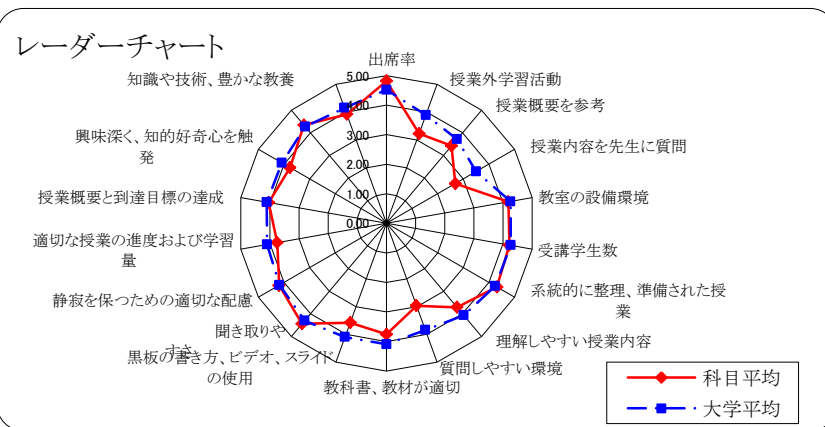 レーダーチャート
出席率
授業外学習活動
授業概要を参考
授業内容を先生に質問
教室の設備環境
受講学生数
系統的に整理、準備された授
業
理解しやすい授業内容
質問しやすい環境
教科書、教材が適切
黒板の書き方、ビデオ、スライド
の使用
聞き取りや
すさ
静寂を保つための適切な配慮
適切な授業の進度および学習
量
授業概要と到達目標の達成
興味深く、知的好奇心を触
発
知識や技術、豊かな教養
5.00
4.00
3.00
2.00
1.00
0.00
科目平均
大学平均